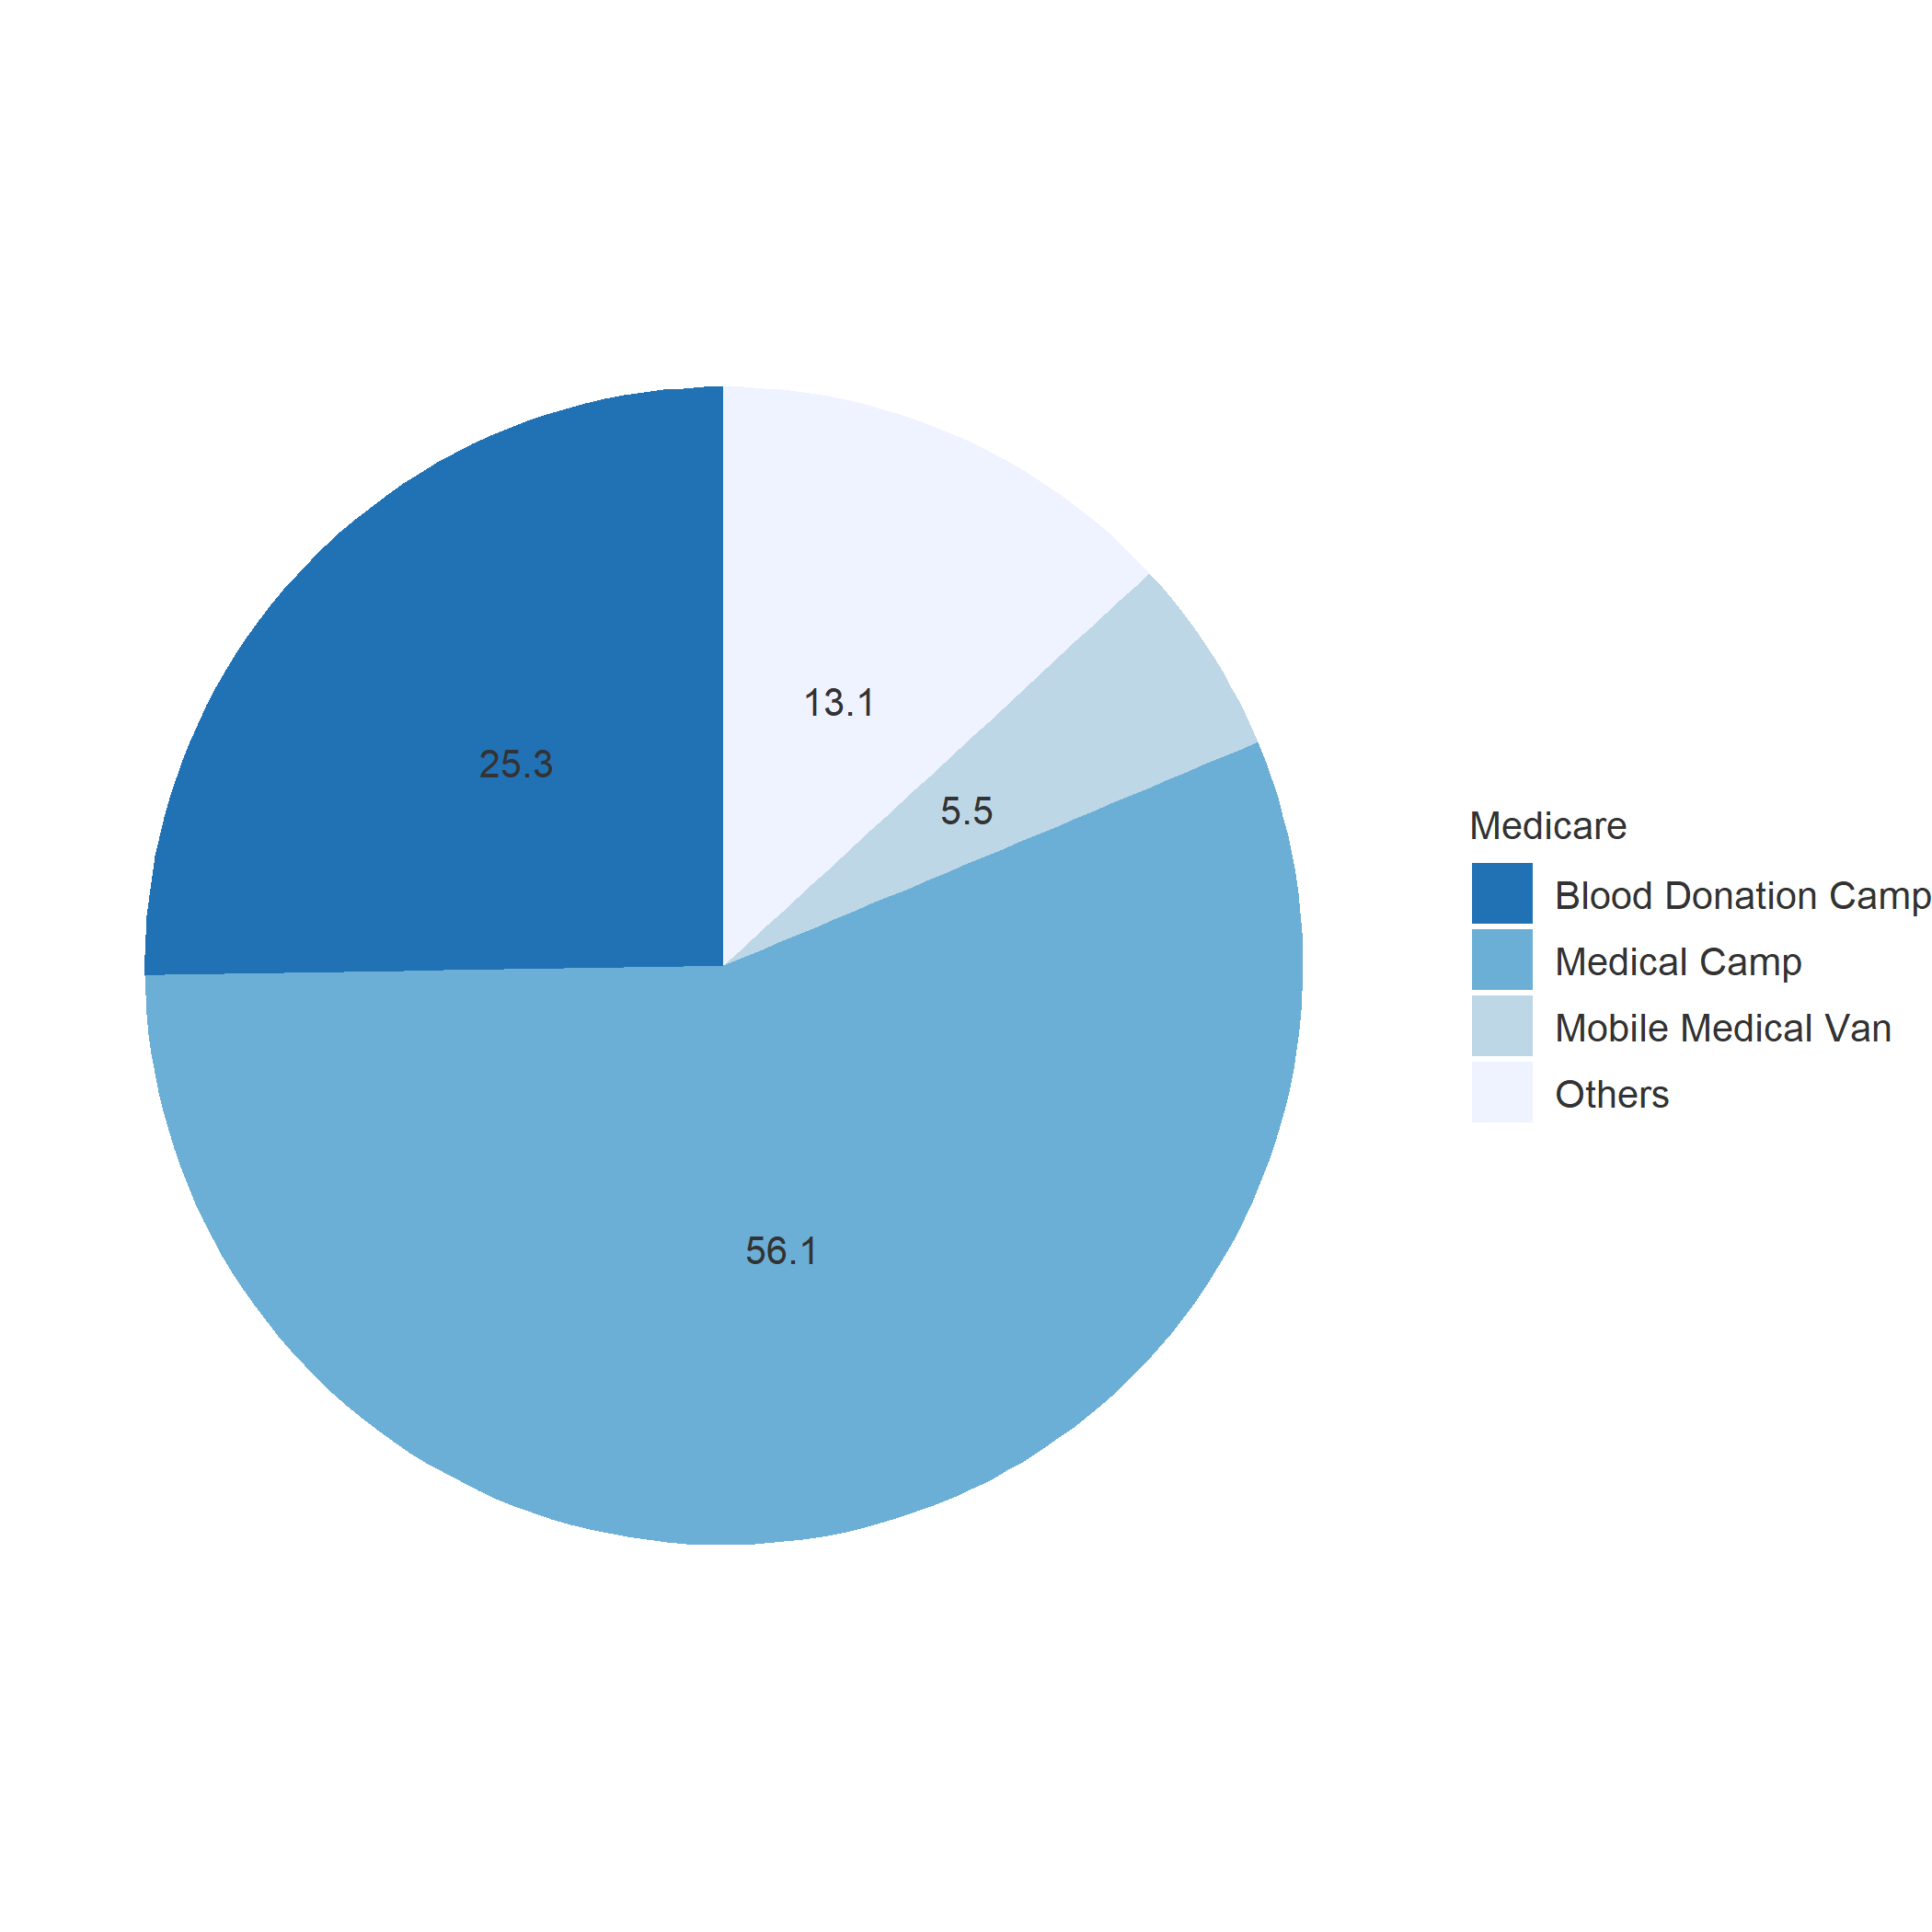 13.1
25.3
5.5
56.1
Medicare
Blood Donation Camp
Medical Camp
Mobile Medical Van
Others